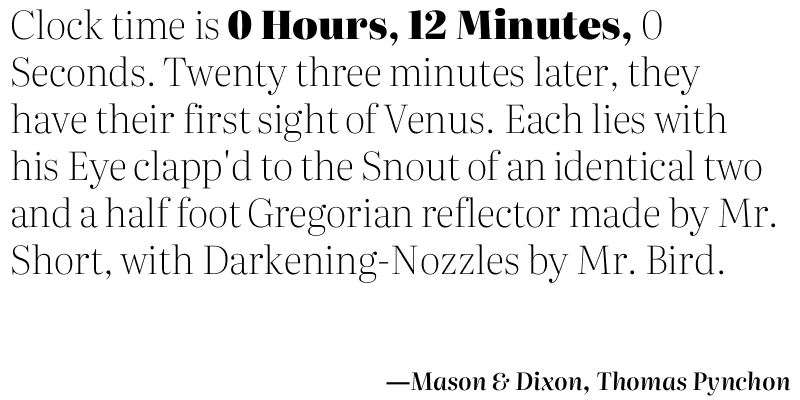 Clock time is 0 Hours, 12 Minutes, 0
Seconds. Twenty three minutes later, they
have their first sight of Venus. Each lies with
his Eye clapp'd to the Snout of an identical two
and a half foot Gregorian reflector made by Mr.
Short, with Darkening-Nozzles by Mr. Bird.
—Mason & Dixon, Thomas Pynchon